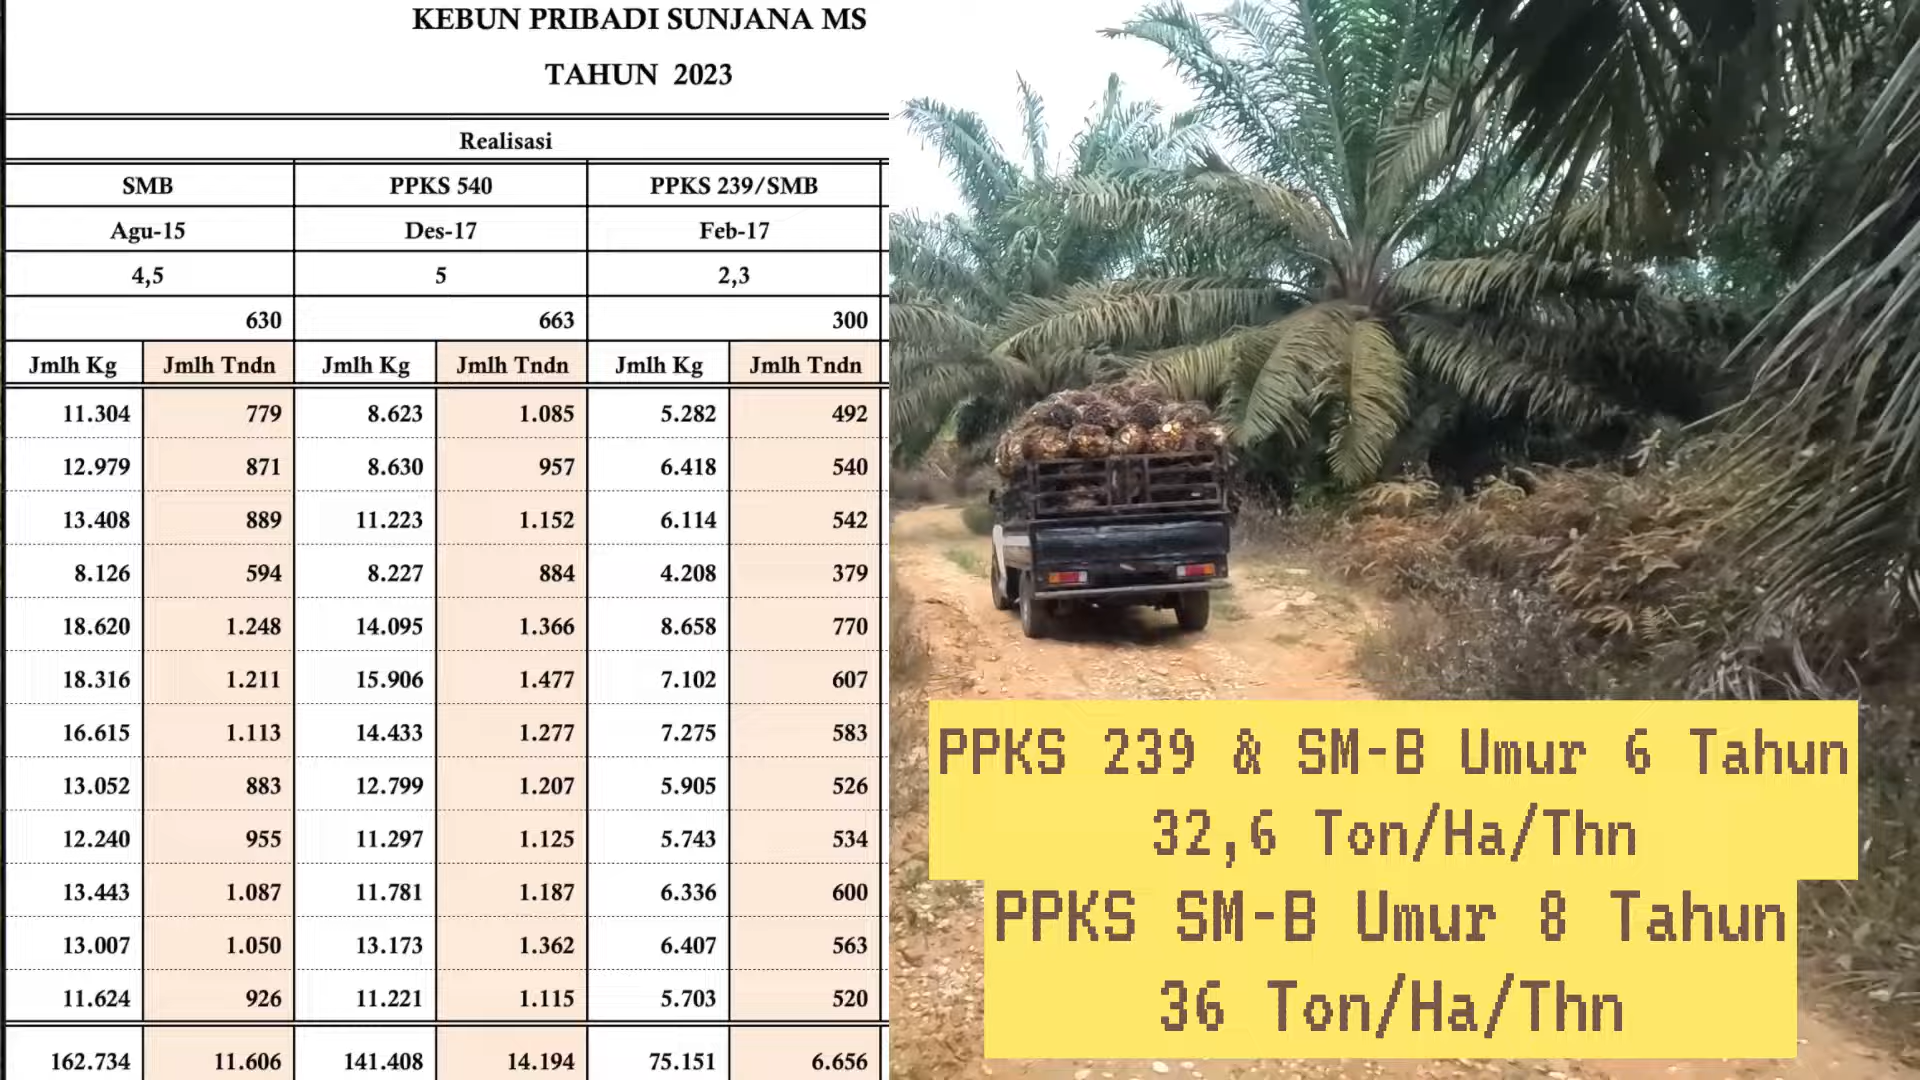 KEBUN PRIBADI SUNJANA MS
TAHUN 2023
Realisasi
SMB PPKS 540 PPKS 239/SMB
Agu-15 Des-17 Feb-17
4,5 5 2,3
630 663 300
Jmlh Kg Jmlh Tndn Jmlh Kg Jmlh Tndn Jmlh Kg Jmlh Tndn
11.304 779 8.623 1.085 5.282 492
12.979 871 8.630 957 6.418 540
13.408 889 11.223 1.152 6.114 542
8.126 594 8.227 884 4.208 379
18.620 1.248 14.095 1.366 8.658 770
18.316 1.211 15.906 1.477 7.102 607
16.615 1.113 14.433 1.277 7.275 583
13.052 883 12.799 1.207 5.905 526
12.240 955 11.297 1.125 5.743 534
13.443 1.087 11.781 1.187 6.336 600
13.007 1.050 13.173 1.362 6.407 563
11.624 926 11.221 1.115 5.703 520
162.734 11.606 141.408 14.194 75.151 6.656
PPKS 239 & SM-B Umur 6 Tahun
32,6 Ton/Ha/Thn
PPKS SM-B Umur 8 Tahun
36 Ton/Ha/Thn